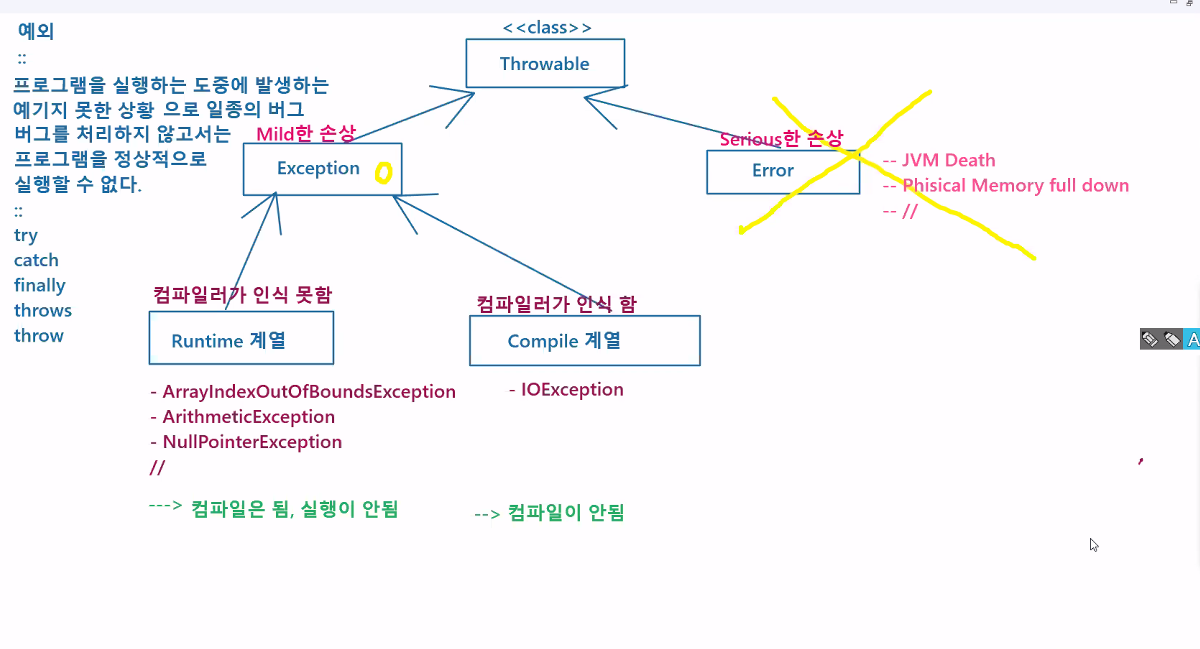 예외
::
프로그램을 실행하는 도중에 발생하는
예기지 못한 상황 으로 일종의 버그
버그를 처리하지 않고서는
프로그램을 정상적으로
실행할 수 없다.
::
try
catch
finally
throws
throw
<<class>>
Throwable
Mild한 손상
Exception
Serious한 손상
Error
-- JVM Death
-- Phisical Memory full down
-- //
컴파일러가 인식 못함
Runtime 계열
- ArrayIndexOutOfBoundsException
- ArithmeticException
- NullPointerException
//
---> 컴파일은 됨, 실행이 안됨
컴파일러가 인식 함
Compile 계열
- IOException
--> 컴파일이 안됨
A